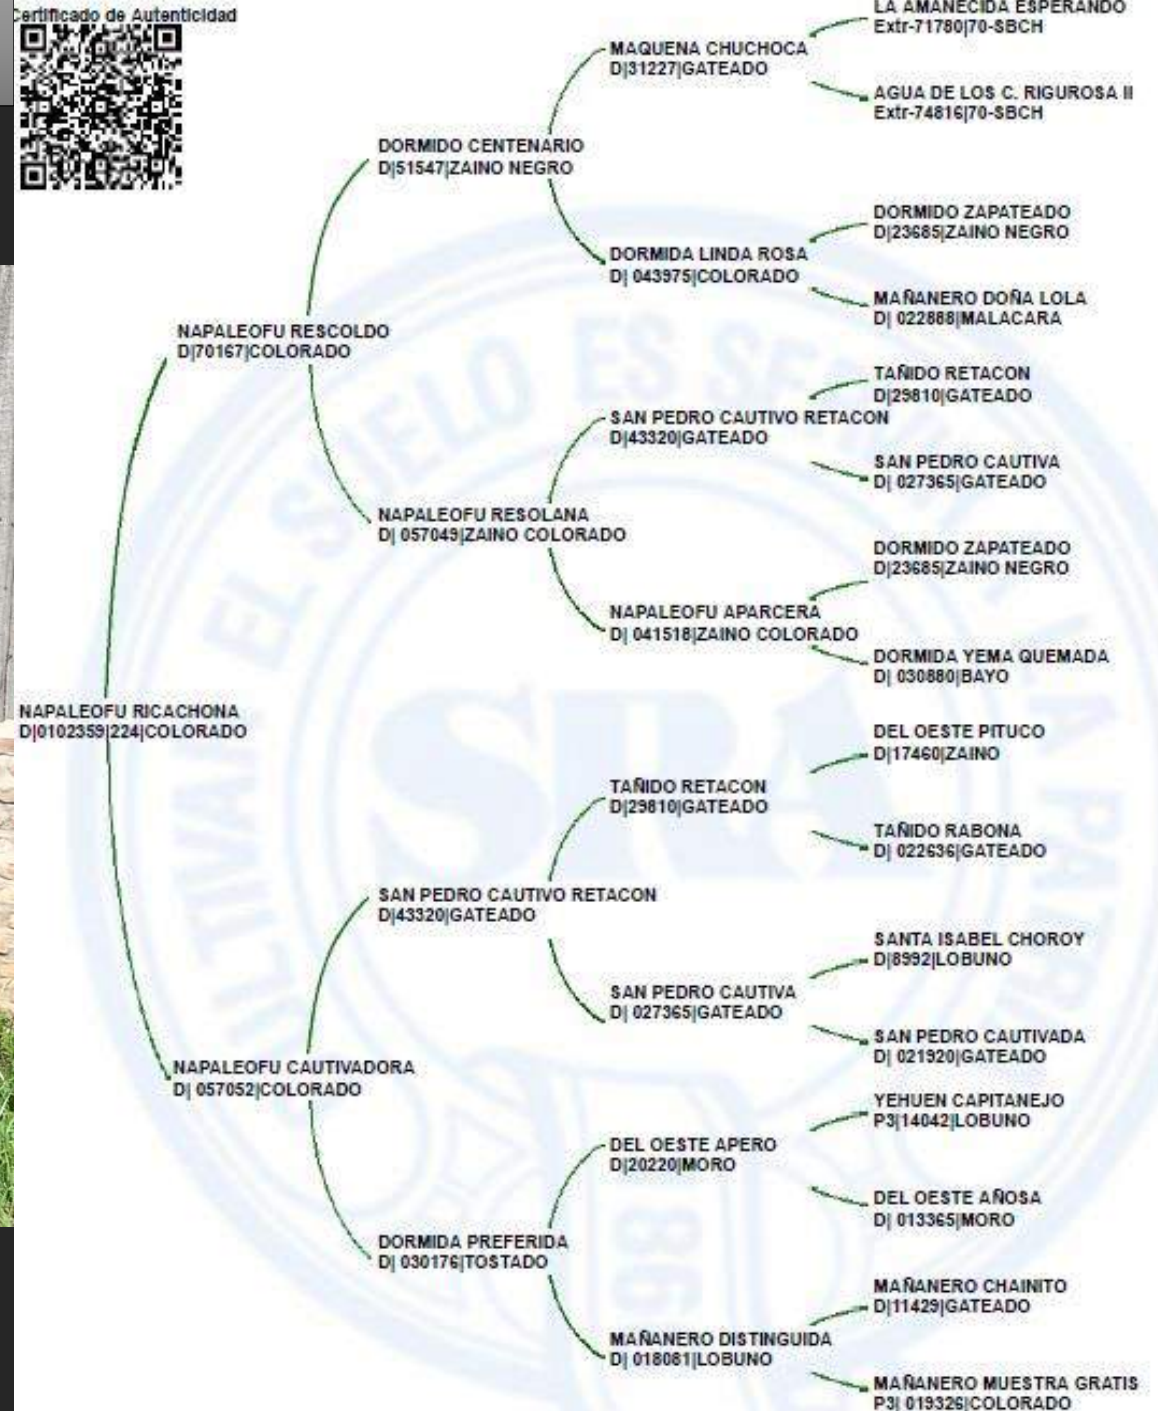 Certificado de Autenticidad
LA AMANECIDA ESPERANDO
Extr-71780|70-SBCH
MAQUENA CHUCHOCA
D|31227|GATEADO
AGUA DE LOS C. RIGUROSA II
Extr-74816|70-SBCH
DORMIDO CENTENARIO
D|51547|ZAINO NEGRO
DORMIDO ZAPATEADO
D|23685|ZAINO NEGRO
DORMIDA LINDA ROSA
D| 043975|COLORADO
MAÑANERO DOÑA LOLA
D| 022888|MALACARA
NAPALEOFU RESCOLDO
D|70167|COLORADO
TAÑIDO RETACON
D|29810|GATEADO
SAN PEDRO CAUTIVO RETACON
D|43320|GATEADO
SAN PEDRO CAUTIVA
D| 027365|GATEADO
NAPALEOFU RESOLANA
D| 057049|ZAINO COLORADO
DORMIDO ZAPATEADO
D|23685|ZAINO NEGRO
NAPALEOFU APARCERA
D| 041518|ZAINO COLORADO
DORMIDA YEMA QUEMADA
D| 030880|BAYO
NAPALEOFU RICACHONA
D|0102359|224|COLORADO
DEL OESTE PITUCO
D|17460|ZAINO
TAÑIDO RETACON
D|29810|GATEADO
TAÑIDO RABONA
D| 022636|GATEADO
SAN PEDRO CAUTIVO RETACON
D|43320|GATEADO
SANTA ISABEL CHOROY
D|8992|LOBUNO
SAN PEDRO CAUTIVA
D| 027365|GATEADO
SAN PEDRO CAUTIVADA
D| 021920|GATEADO
NAPALEOFU CAUTIVADORA
D| 057052|COLORADO
YEHUEN CAPITANEJO
P3|14042|LOBUNO
DEL OESTE APERO
D|20220|MORO
DEL OESTE AÑOSA
D| 013365|MORO
DORMIDA PREFERIDA
D| 030176|TOSTADO
MAÑANERO CHAINITO
D|11429|GATEADO
MAÑANERO DISTINGUIDA
D| 018081|LOBUNO
MAÑANERO MUESTRA GRATIS
P3| 019326|COLORADO
SRA